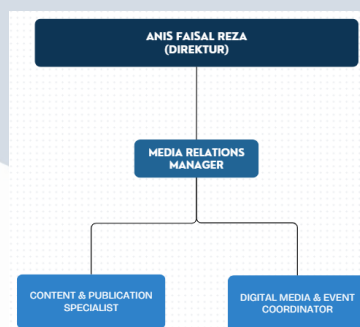 ANIS FAISAL REZA
(DIREKTUR)
MEDIA RELATIONS
MANAGER
CONTENT & PUBLICATION
SPECIALIST
DIGITAL MEDIA & EVENT
COORDINATOR